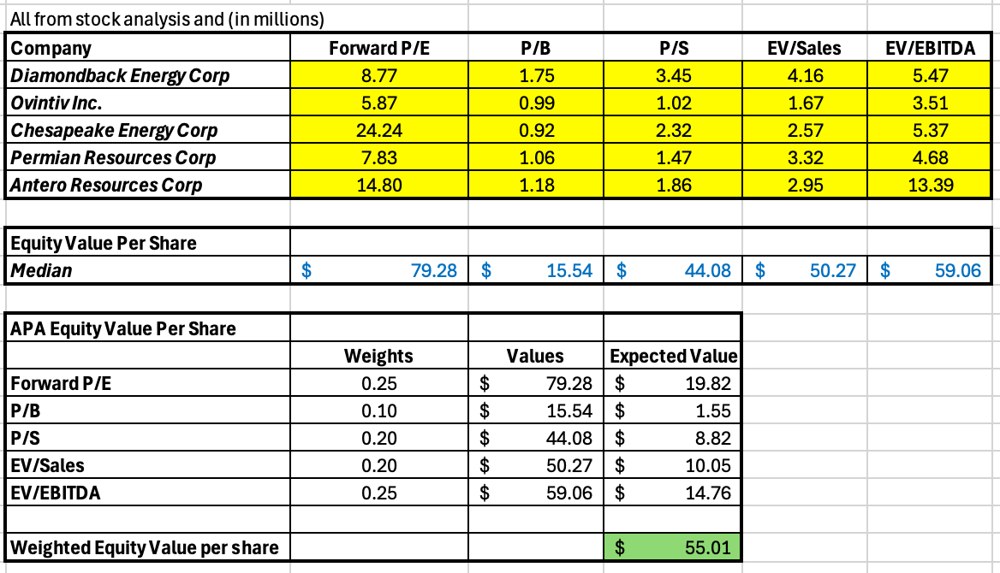 All from stock analysis and (in millions)
Company Forward P/E P/B P/S EV/Sales EV/EBITDA
Diamondback Energy Corp 8.77 1.75 3.45 4.16 5.47
Ovintiv Inc. 5.87 0.99 1.02 1.67 3.51
Chesapeake Energy Corp 24.24 0.92 2.32 2.57 5.37
Permian Resources Corp 7.83 1.06 1.47 3.32 4.68
Antero Resources Corp 14.80 1.18 1.86 2.95 13.39
Equity Value Per Share
Median $ 79.28 $ 15.54 $ 44.08 $ 50.27 $ 59.06
APA Equity Value Per Share
Weights Values Expected Value
Forward P/E 0.25 $ 79.28 $ 19.82
P/B 0.10 $ 15.54 $ 1.55
P/S 0.20 $ 44.08 $ 8.82
EV/Sales 0.20 $ 50.27 $ 10.05
EV/EBITDA 0.25 $ 59.06 $ 14.76
Weighted Equity Value per share $ 55.01